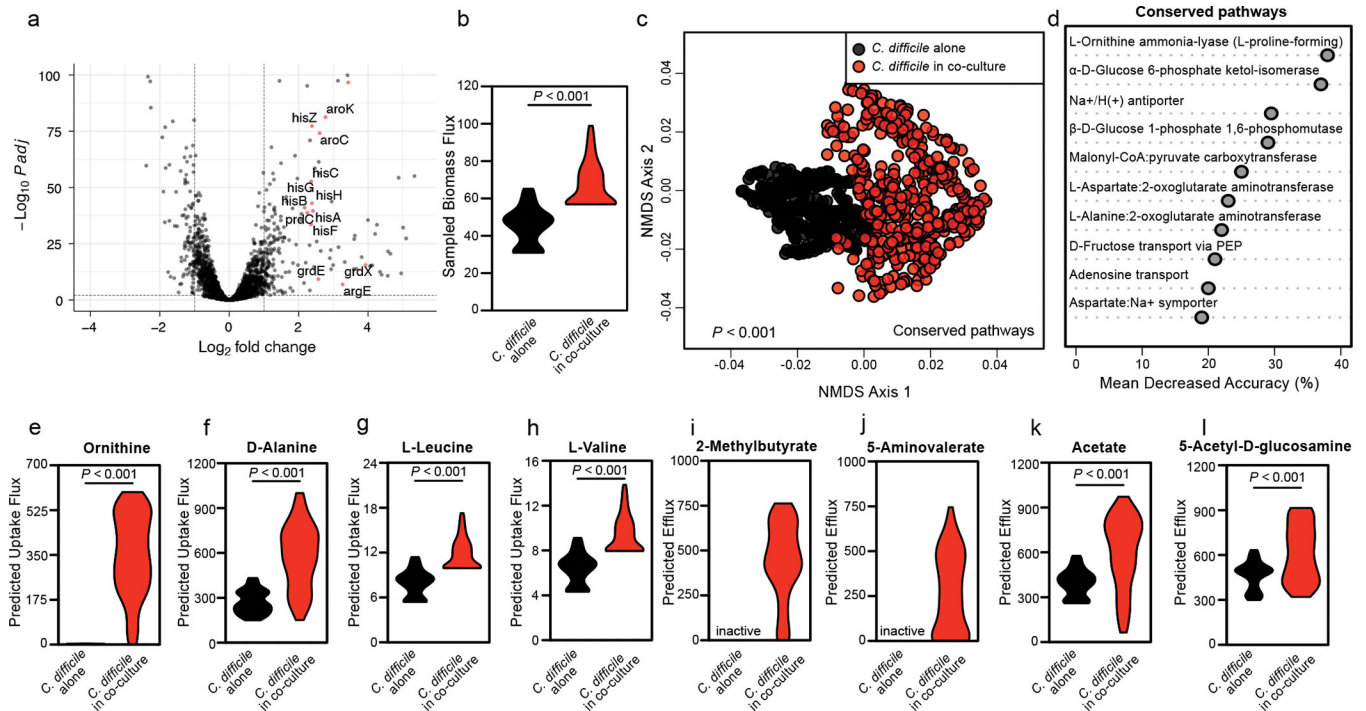 a
100
75
50
25
0
−Log10 Padj
−4
−2
0
2
4
Log2 fold change
hisZ
aroK
aroC
hisC
hisG
hisH
hisB
prdC
hisA
hisF
grdE
grdX
argE
b
P < 0.001
120
100
80
60
40
20
0
Sampled Biomass Flux
C. difficile
alone
C. difficile
in co-culture
c
C. difficile alone
C. difficile in co-culture
0.04
0.02
0.00
-0.02
-0.04
NMDS Axis 2
P < 0.001
Conserved pathways
-0.04
-0.02
0.00
0.02
0.04
NMDS Axis 1
d
Conserved pathways
L-Ornithine ammonia-lyase (L-proline-forming)
α-D-Glucose 6-phosphate ketol-isomerase
Na+/H(+) antiporter
β-D-Glucose 1-phosphate 1,6-phosphomutase
Malonyl-CoA:pyruvate carboxytransferase
L-Aspartate:2-oxoglutarate aminotransferase
L-Alanine:2-oxoglutarate aminotransferase
D-Fructose transport via PEP
Adenosine transport
Aspartate:Na+ symporter
0
10
20
30
40
Mean Decreased Accuracy (%)
e
Ornithine
P < 0.001
700
525
350
175
0
Predicted Uptake Flux
C. difficile
alone
C. difficile
in co-culture
f
D-Alanine
P < 0.001
1200
900
600
300
0
Predicted Uptake Flux
C. difficile
alone
C. difficile
in co-culture
g
L-Leucine
P < 0.001
24
18
12
6
0
Predicted Uptake Flux
C. difficile
alone
C. difficile
in co-culture
h
L-Valine
P < 0.001
16
12
8
4
0
Predicted Uptake Flux
C. difficile
alone
C. difficile
in co-culture
i
2-Methylbutyrate
1000
750
500
250
0
Predicted Efflux
inactive
C. difficile
alone
C. difficile
in co-culture
j
5-Aminovalerate
1000
750
500
250
0
Predicted Efflux
inactive
C. difficile
alone
C. difficile
in co-culture
k
Acetate
P < 0.001
1200
900
600
300
0
Predicted Efflux
C. difficile
alone
C. difficile
in co-culture
l
5-Acetyl-D-glucosamine
P < 0.001
1200
900
600
300
0
Predicted Efflux
C. difficile
alone
C. difficile
in co-culture